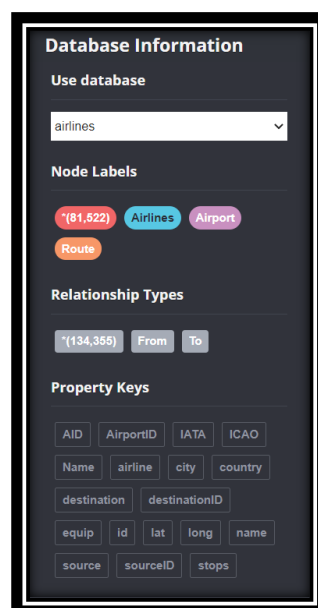 Database Information
Use database
airlines
Node Labels
*(81,522) Airlines Airport
Route
Relationship Types
*(134,355) From To
Property Keys
AID AirportID IATA ICAO
Name airline city country
destination destinationID
equip id lat long name
source sourceID stops